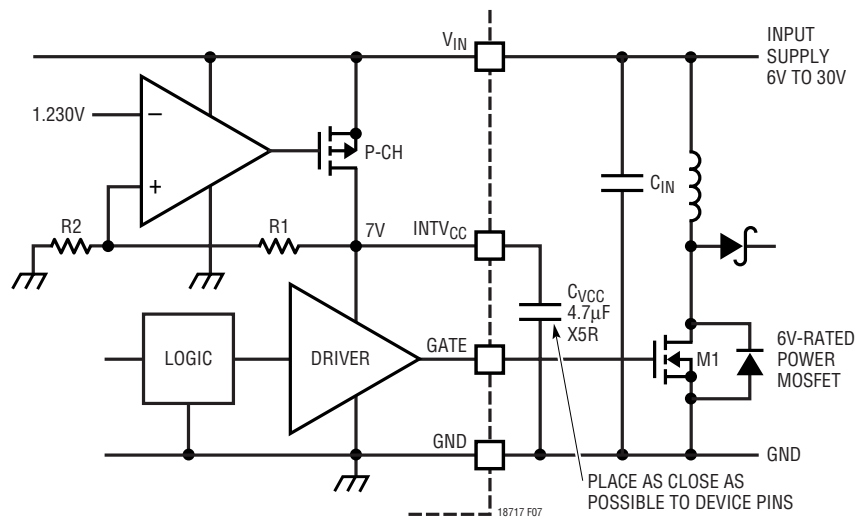 V_IN
INPUT
SUPPLY
6V TO 30V
1.230V
−
+
P-CH
C_IN
R2
R1
7V
INTV_CC
C_VCC
4.7µF
X5R
LOGIC
DRIVER
GATE
M1
6V-RATED
POWER
MOSFET
GND
GND
PLACE AS CLOSE AS
POSSIBLE TO DEVICE PINS
18717 F07